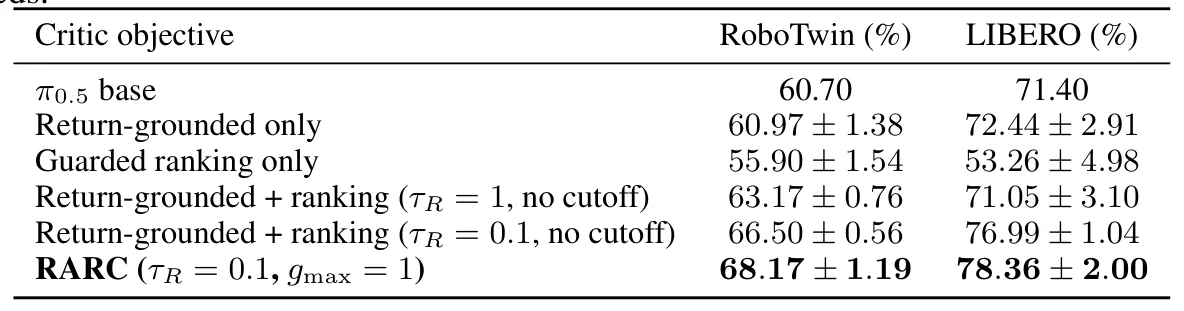 Critic objective RoboTwin (%) LIBERO (%)
π0.5 base 60.70 71.40
Return-grounded only 60.97 ± 1.38 72.44 ± 2.91
Guarded ranking only 55.90 ± 1.54 53.26 ± 4.98
Return-grounded + ranking (τR = 1, no cutoff) 63.17 ± 0.76 71.05 ± 3.10
Return-grounded + ranking (τR = 0.1, no cutoff) 66.50 ± 0.56 76.99 ± 1.04
RARC (τR = 0.1, gmax = 1) 68.17 ± 1.19 78.36 ± 2.00